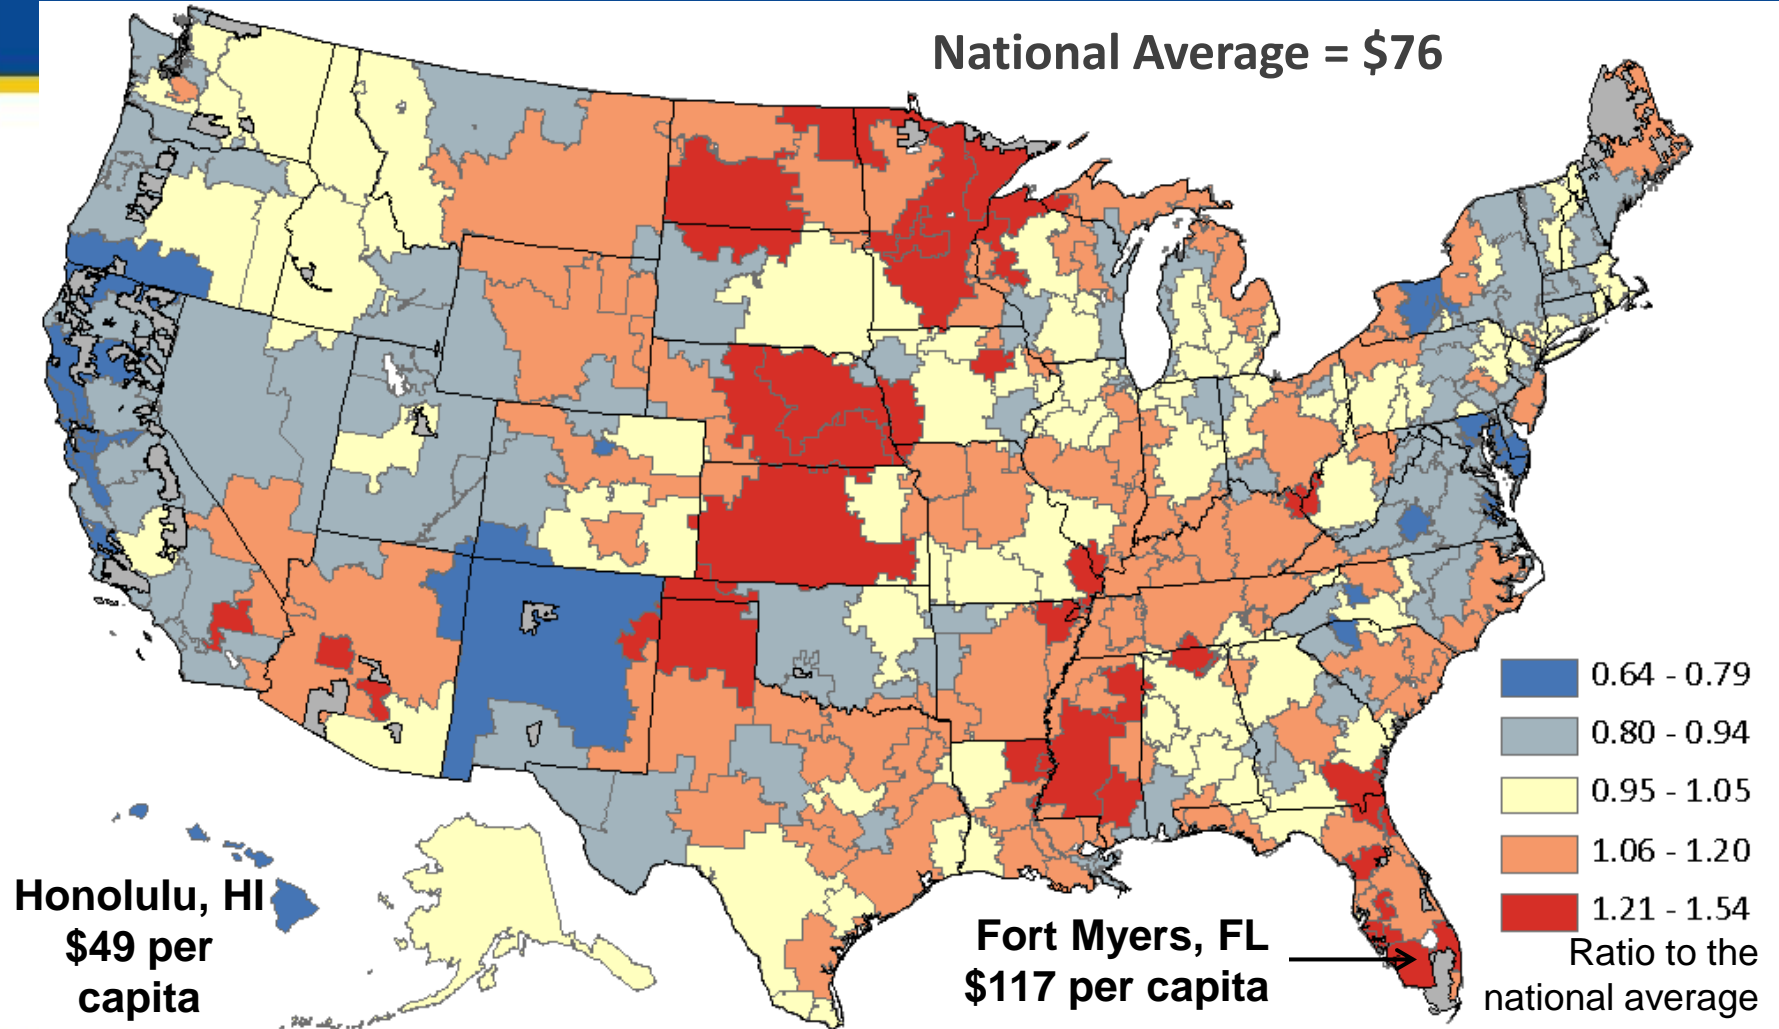 National Average = $76
0.64 - 0.79
0.80 - 0.94
0.95 - 1.05
1.06 - 1.20
1.21 - 1.54
Ratio to the
national average
Honolulu, HI
$49 per
capita
Fort Myers, FL
$117 per capita